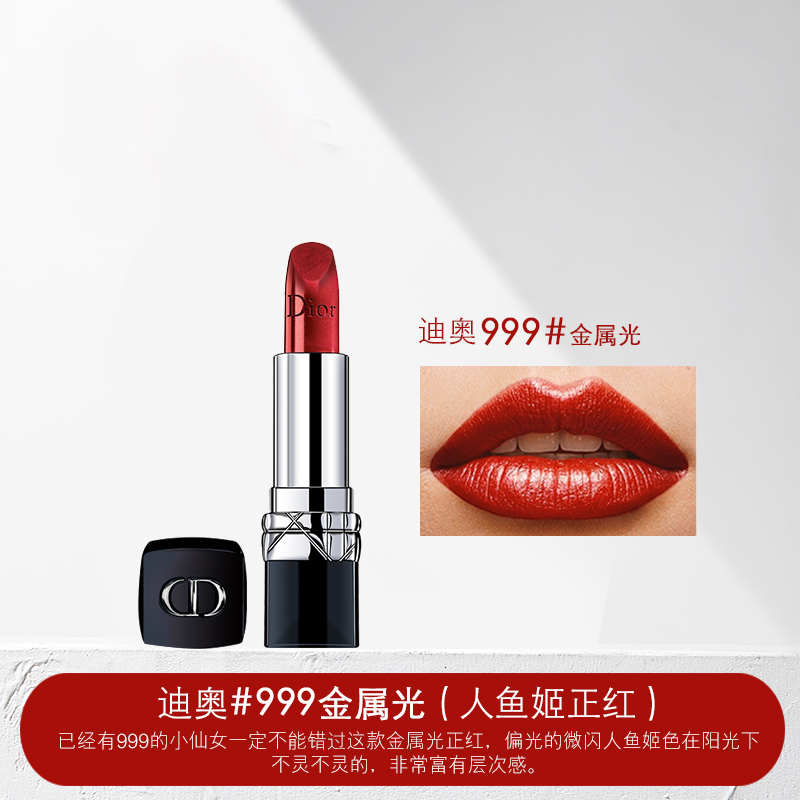 Dior
迪奥999#金属光
CD
迪奥#999金属光（人鱼姬正红）
已经有999的小仙女一定不能错过这款金属光正红，偏光的微闪人鱼姬色在阳光下
不灵不灵的，非常富有层次感。